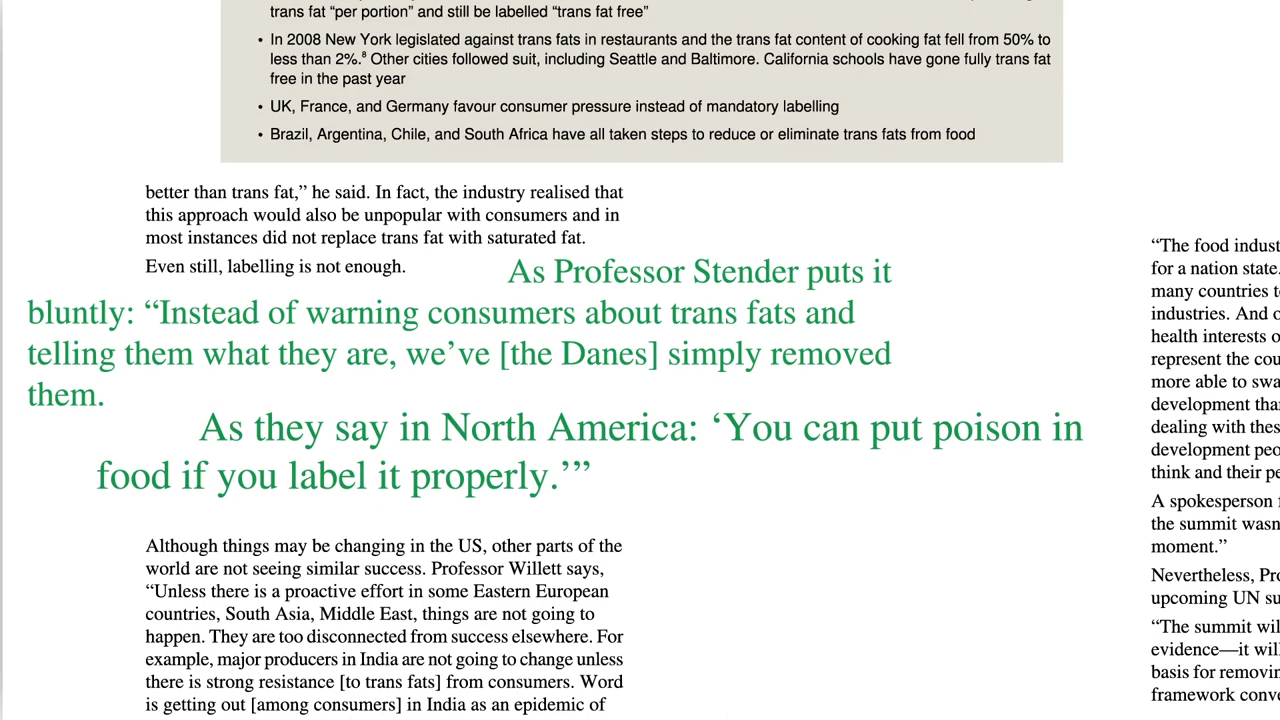 trans fat “per portion” and still be labelled “trans fat free”
• In 2008 New York legislated against trans fats in restaurants and the trans fat content of cooking fat fell from 50% to
less than 2%.⁸ Other cities followed suit, including Seattle and Baltimore. California schools have gone fully trans fat
free in the past year
• UK, France, and Germany favour consumer pressure instead of mandatory labelling
• Brazil, Argentina, Chile, and South Africa have all taken steps to reduce or eliminate trans fats from food
better than trans fat,” he said. In fact, the industry realised that
this approach would also be unpopular with consumers and in
most instances did not replace trans fat with saturated fat.
Even still, labelling is not enough.
As Professor Stender puts it
bluntly: “Instead of warning consumers about trans fats and
telling them what they are, we’ve [the Danes] simply removed
them.
As they say in North America: ‘You can put poison in
food if you label it properly.’”
Although things may be changing in the US, other parts of the
world are not seeing similar success. Professor Willett says,
“Unless there is a proactive effort in some Eastern European
countries, South Asia, Middle East, things are not going to
happen. They are too disconnected from success elsewhere. For
example, major producers in India are not going to change unless
there is strong resistance [to trans fats] from consumers. Word
is getting out [among consumers] in India as an epidemic of
“The food
for a nation state.
many countries
industries. And
health interests
represent the
more able to
development
dealing with
development
think and their
A spokesperson
the summit
moment.”
Nevertheless,
upcoming UN
“The summit
evidence—it
basis for
framework